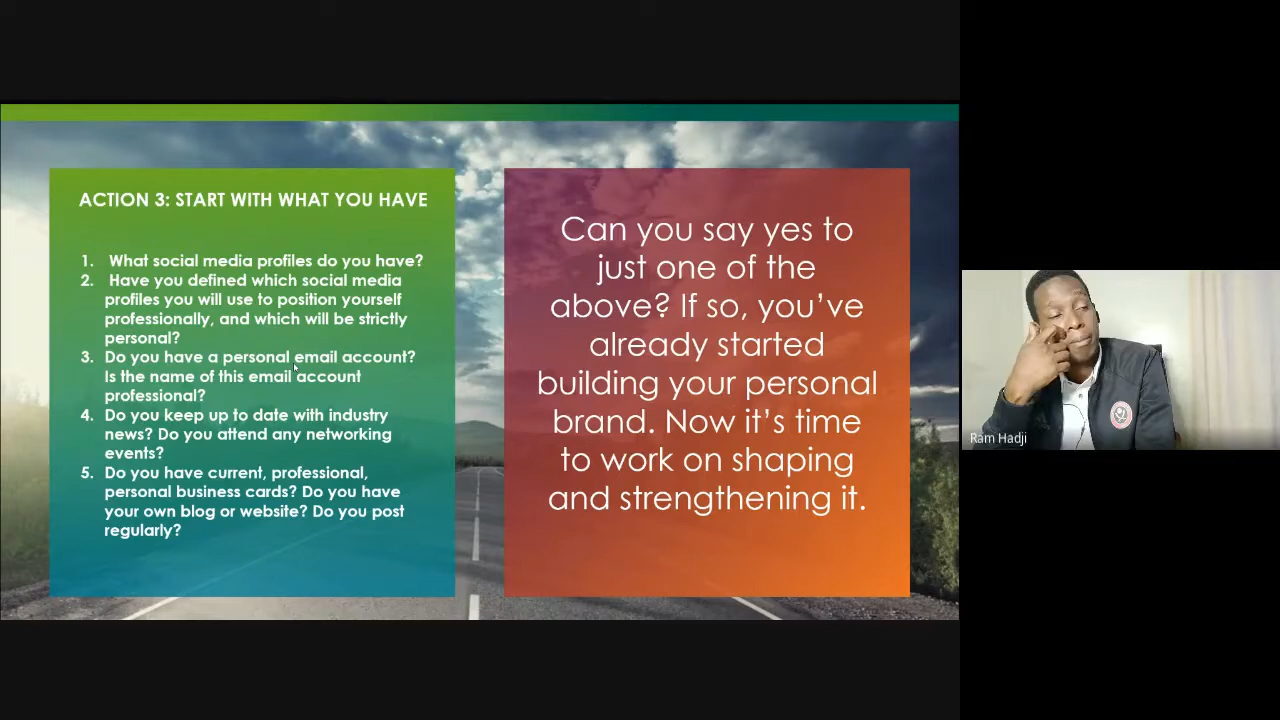 ACTION 3: START WITH WHAT YOU HAVE
1. What social media profiles do you have?
2. Have you defined which social media
profiles you will use to position yourself
professionally, and which will be strictly
personal?
3. Do you have a personal email account?
Is the name of this email account
professional?
4. Do you keep up to date with industry
news? Do you attend any networking
events?
5. Do you have current, professional,
personal business cards? Do you have
your own blog or website? Do you post
regularly?
Can you say yes to
just one of the
above? If so, you’ve
already started
building your personal
brand. Now it’s time
to work on shaping
and strengthening it.
Ram Hadji